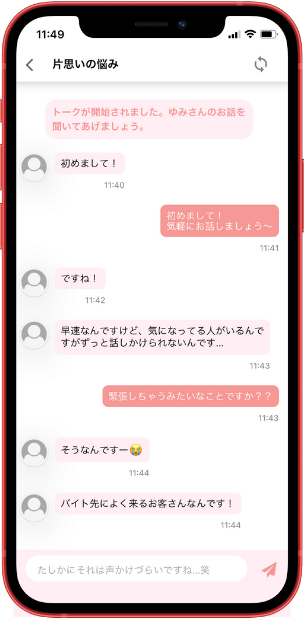 11:49
片思いの悩み
トークが開始されました。ゆみさんのお話を
聞いてあげましょう。
初めまして！
11:40
初めまして！
気軽にお話しましょう〜
11:41
ですね！
11:42
早速なんですけど、気になってる人がいるんで
すがずっと話しかけられないんです...
11:43
緊張しちゃうみたいなことですか？？
11:43
そうなんですー😭
11:44
バイト先によく来るお客さんなんです！
11:44
たしかにそれは声かけづらいですね...笑